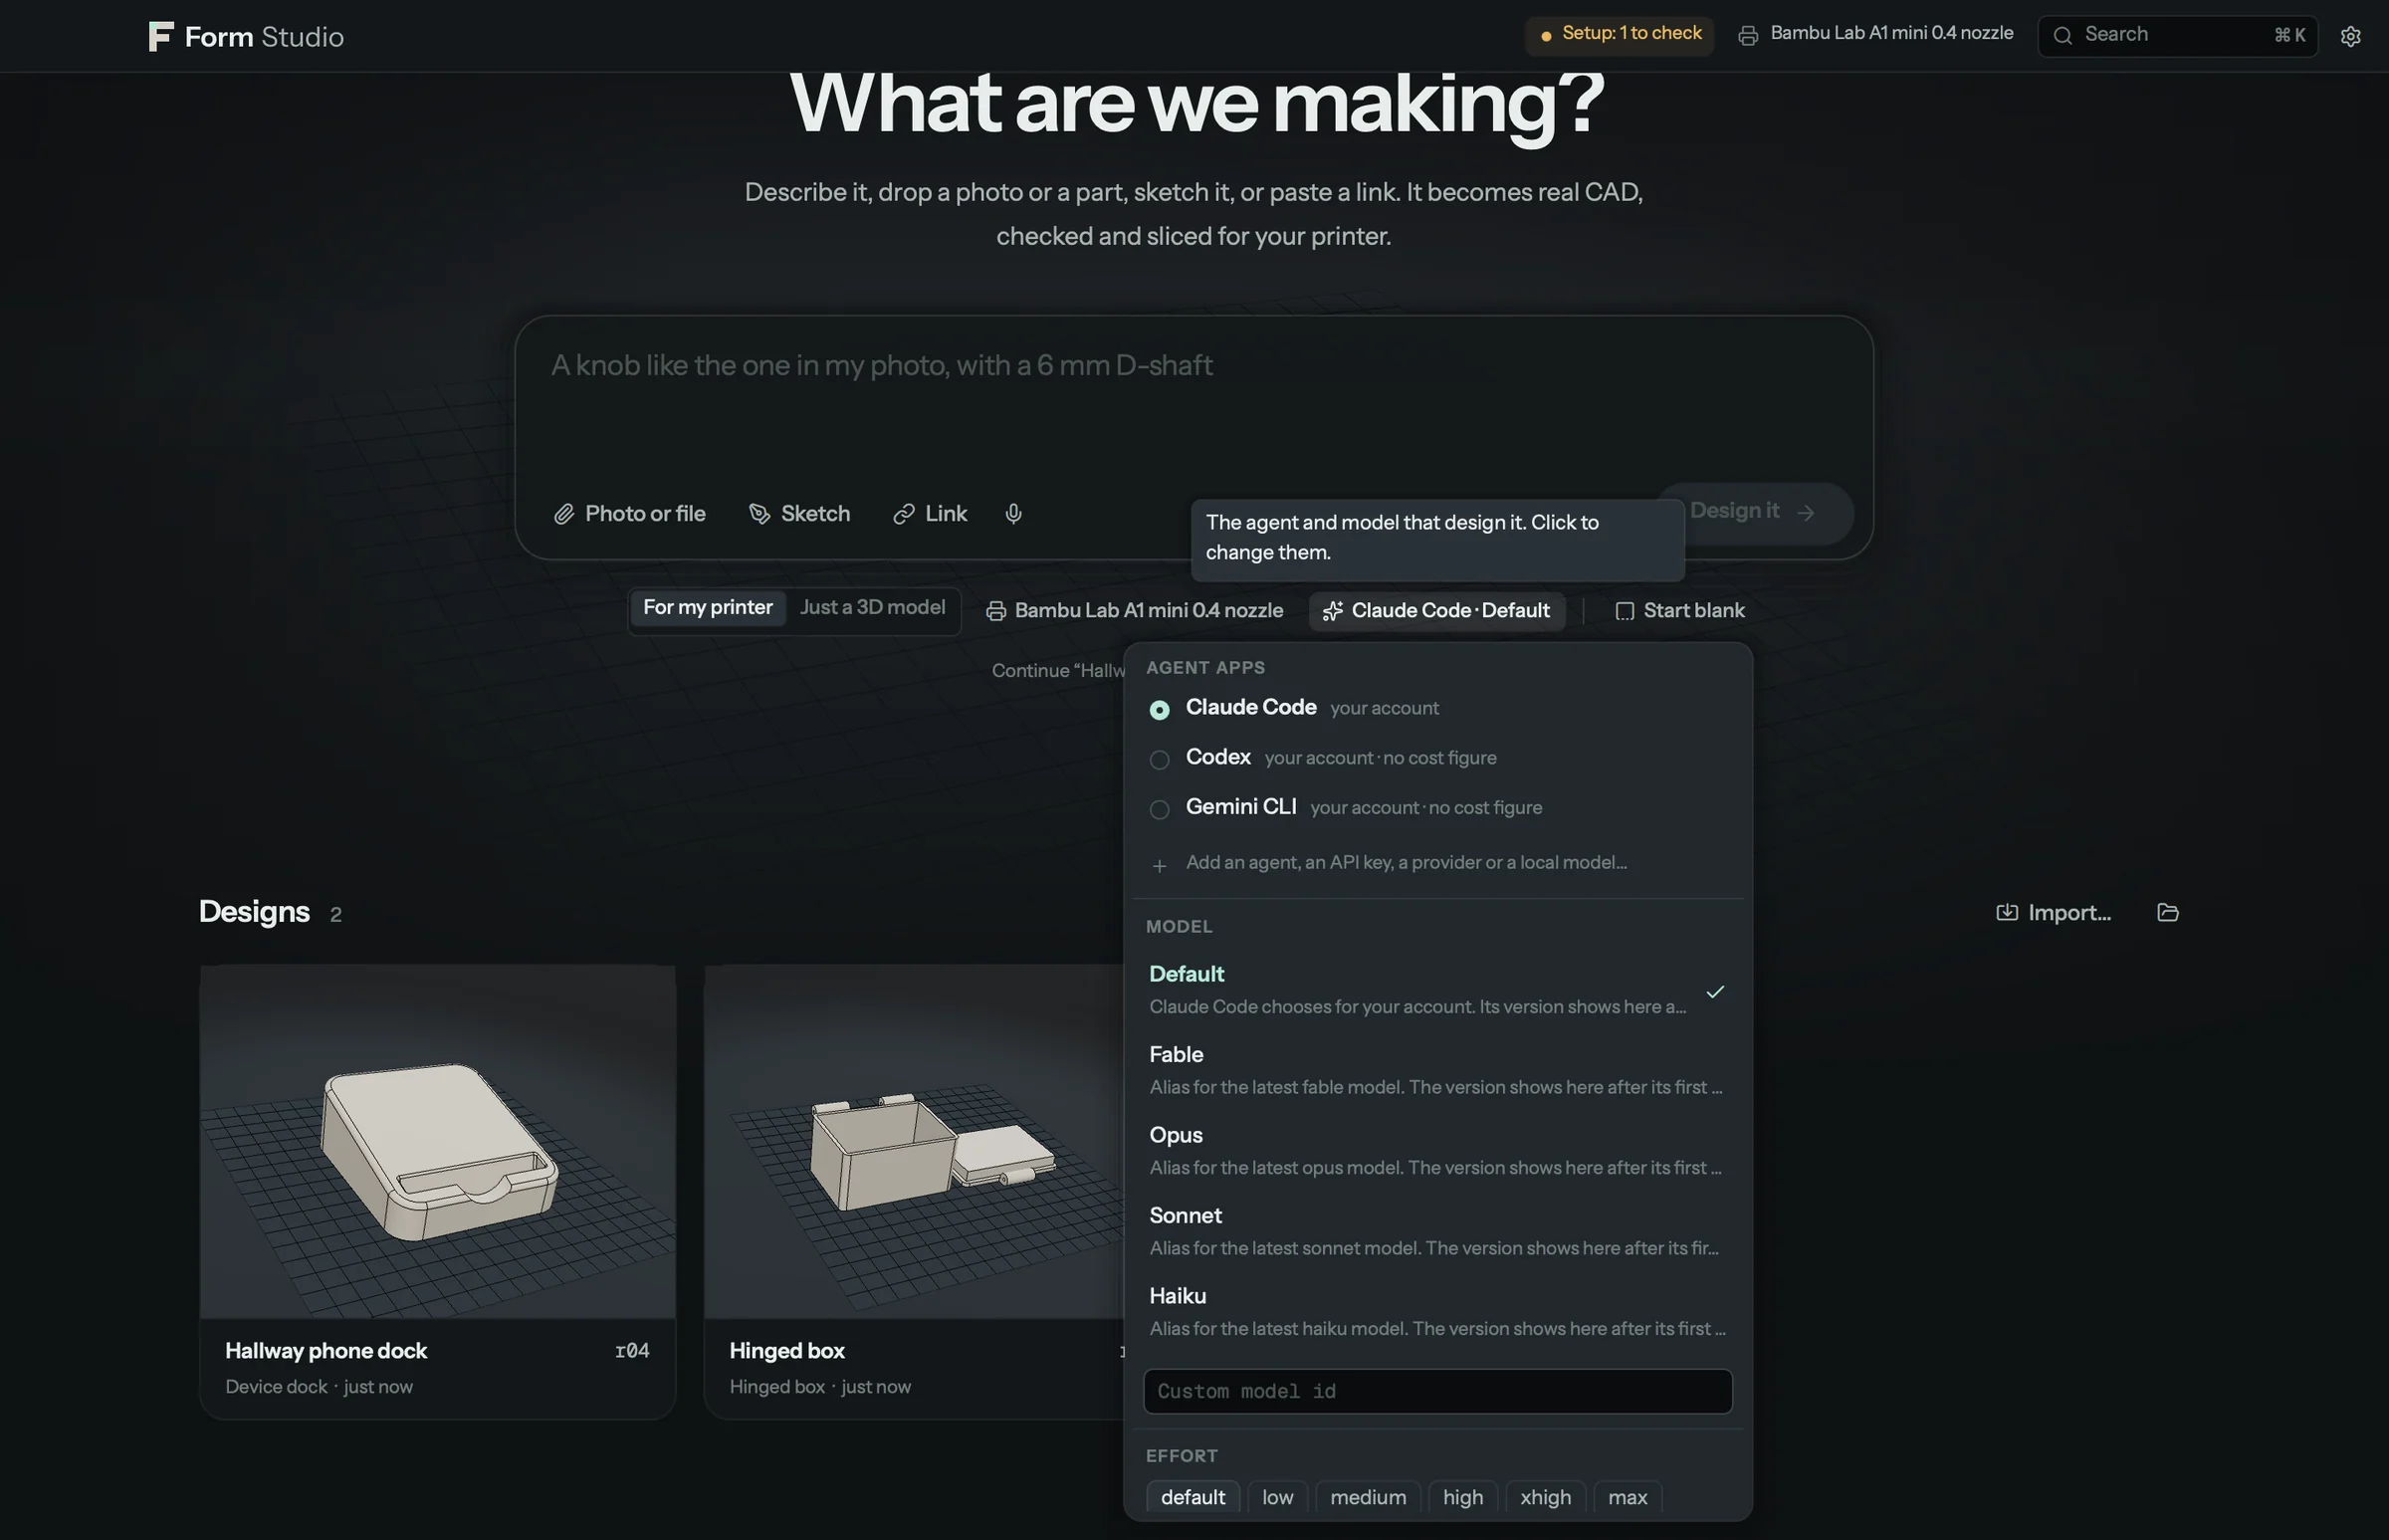 Form Studio
Setup: 1 to check
Bambu Lab A1 mini 0.4 nozzle
Search
⌘ K
What are we making?
Describe it, drop a photo or a part, sketch it, or paste a link. It becomes real CAD,
checked and sliced for your printer.
A knob like the one in my photo, with a 6 mm D-shaft
Photo or file
Sketch
Link
Design it
The agent and model that design it. Click to
change them.
For my printer
Just a 3D model
Bambu Lab A1 mini 0.4 nozzle
Claude Code · Default
Start blank
Continue “Hallw
AGENT APPS
Claude Code your account
Codex your account · no cost figure
Gemini CLI your account · no cost figure
Add an agent, an API key, a provider or a local model...
MODEL
Default
Claude Code chooses for your account. Its version shows here a...
Fable
Alias for the latest fable model. The version shows here after its first ...
Opus
Alias for the latest opus model. The version shows here after its first ...
Sonnet
Alias for the latest sonnet model. The version shows here after its fir...
Haiku
Alias for the latest haiku model. The version shows here after its first ...
Custom model id
EFFORT
default
low
medium
high
xhigh
max
Designs 2
Import...
Hallway phone dock
r04
Device dock · just now
Hinged box
Hinged box · just now